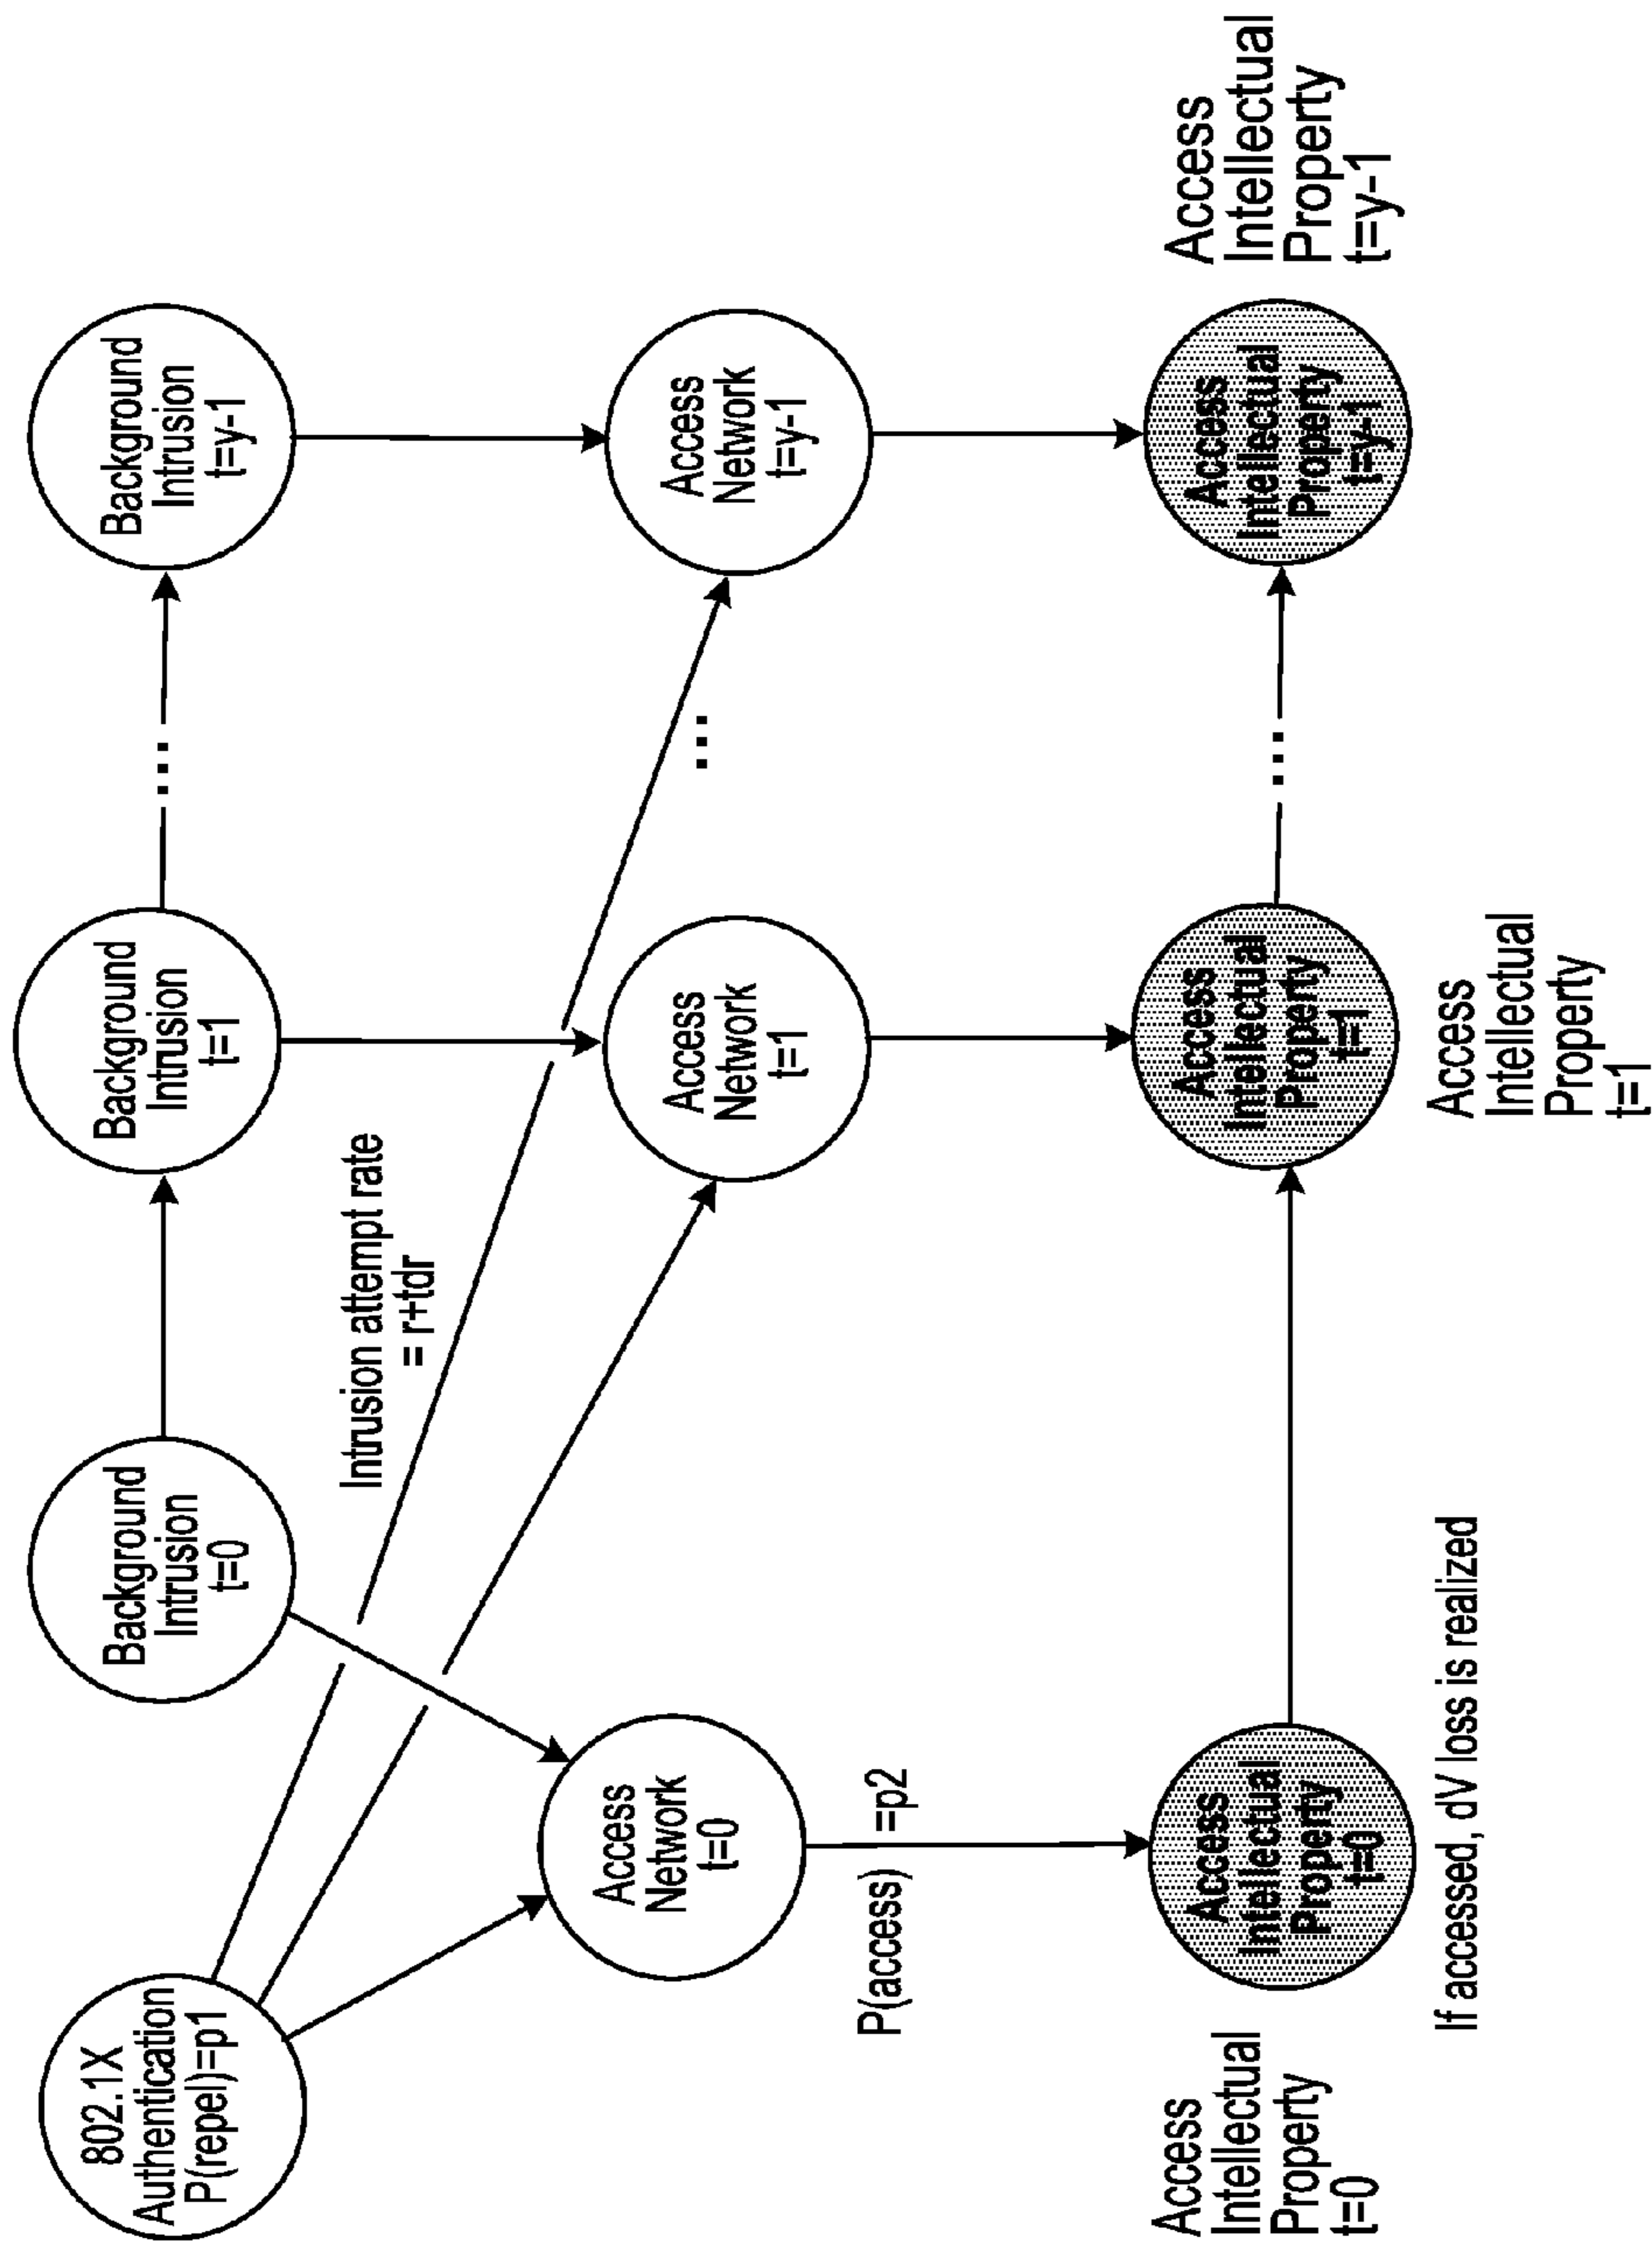 802.1X
Authentication
P(repel)=p1
Background
Intrusion
t=0
Background
Intrusion
t=1
...
Background
Intrusion
t=y-1
Intrusion attempt rate
= r+tdr
Access
Network
t=0
Access
Network
t=1
...
Access
Network
t=y-1
P(access) =p2
Access
Intellectual
Property
t=0
Access
Intellectual
Property
t=0
If accessed, dV loss is realized
Access
Intellectual
Property
t=1
Access
Intellectual
Property
t=1
...
Access
Intellectual
Property
t=y-1
Access
Intellectual
Property
t=y-1